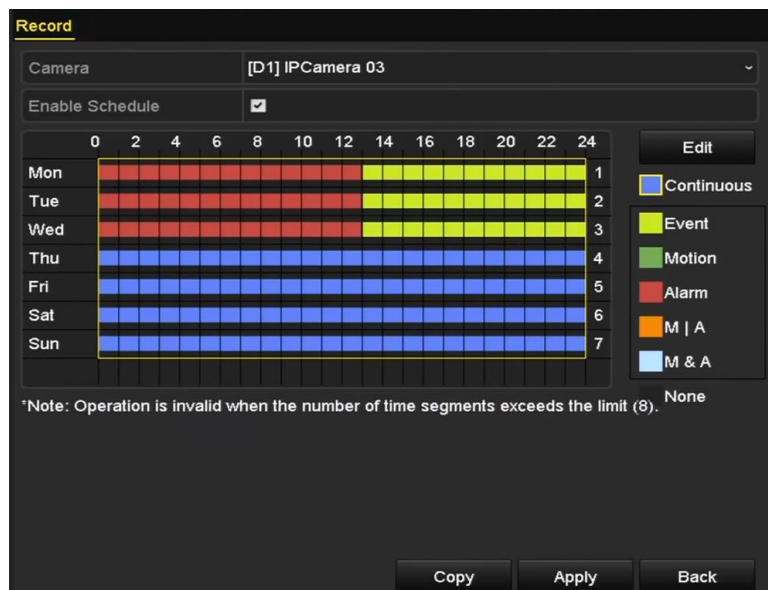 Record
Camera [D1] IPCamera 03
Enable Schedule
0 2 4 6 8 10 12 14 16 18 20 22 24
Edit
Mon 1
Continuous
Tue 2
Event
Wed 3
Thu 4
Motion
Fri 5
Alarm
Sat 6
M | A
Sun 7
M & A
None
*Note: Operation is invalid when the number of time segments exceeds the limit (8).
Copy Apply Back